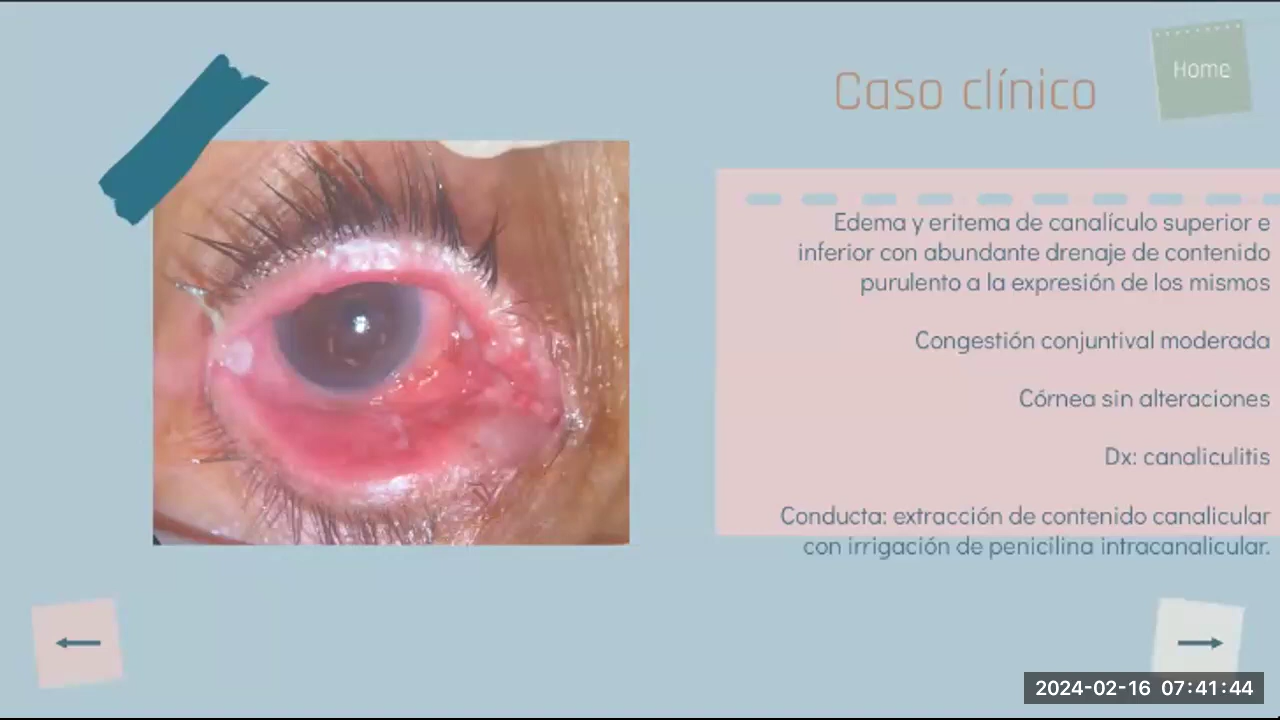 Caso clínico
Home
Edema y eritema de canalículo superior e
inferior con abundante drenaje de contenido
purulento a la expresión de los mismos
Congestión conjuntival moderada
Córnea sin alteraciones
Dx: canaliculitis
Conducta: extracción de contenido canalicular
con irrigación de penicilina intracanalicular.
2024-02-16 07:41:44